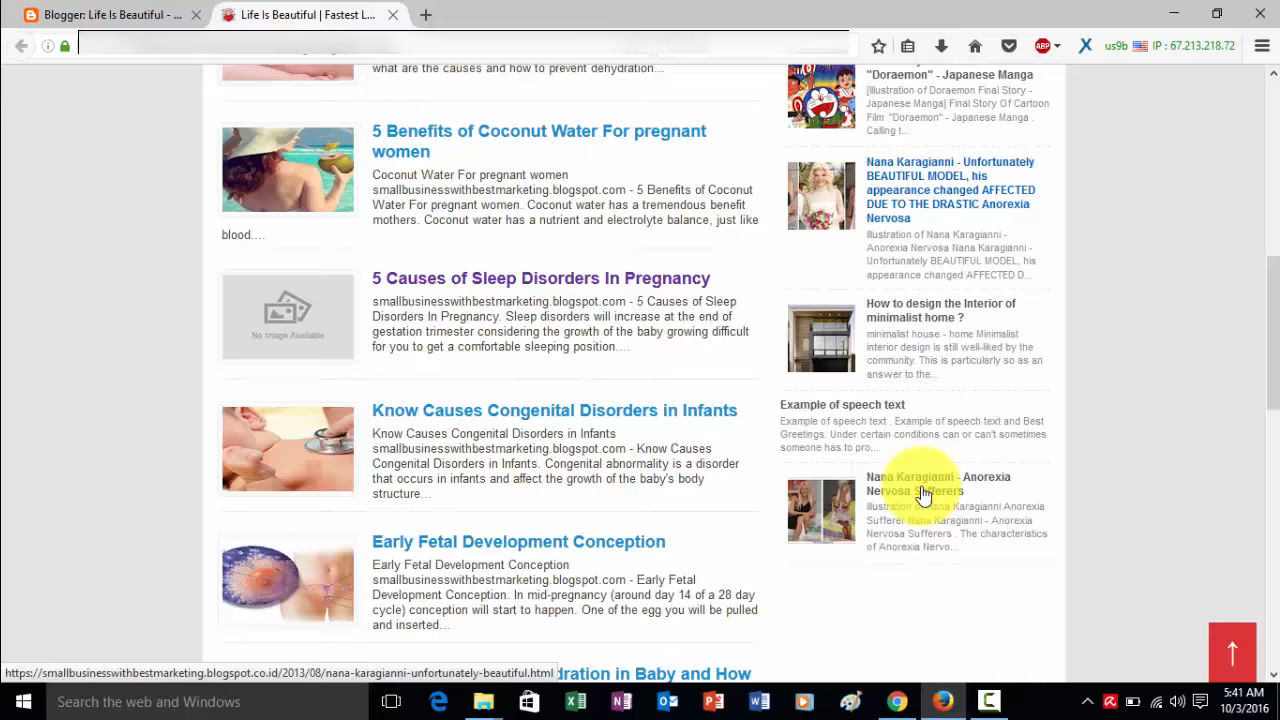 Blogger: Life Is Beautiful - ...
Life Is Beautiful | Fastest L...
us9b
IP : 67.213.218.72
ABP
what are the causes and how to prevent dehydration...
5 Benefits of Coconut Water For pregnant
women
Coconut Water For pregnant women
smallbusinesswithbestmarketing.blogspot.com - 5 Benefits of Coconut
Water For pregnant women. Coconut water has a tremendous benefit
mothers. Coconut water has a nutrient and electrolyte balance, just like
blood....
5 Causes of Sleep Disorders In Pregnancy
smallbusinesswithbestmarketing.blogspot.com - 5 Causes of Sleep
Disorders In Pregnancy. Sleep disorders will increase at the end of
gestation trimester considering the growth of the baby growing difficult
for you to get a comfortable sleeping position....
No Image Available
Know Causes Congenital Disorders in Infants
Know Causes Congenital Disorders in Infants
smallbusinesswithbestmarketing.blogspot.com - Know Causes
Congenital Disorders in Infants. Congenital abnormality is a disorder
that occurs in infants and affect the growth of the baby's body
structure...
Early Fetal Development Conception
Early Fetal Development Conception
smallbusinesswithbestmarketing.blogspot.com - Early Fetal
Development Conception. In mid-pregnancy (around day 14 of a 28 day
cycle) conception will start to happen. One of the egg you will be pulled
and inserted...
dration in Baby and How
"Doraemon" - Japanese Manga
[Illustration of Doraemon Final Story -
Japanese Manga] Final Story Of Cartoon
Film "Doraemon" - Japanese Manga .
Calling t...
Nana Karagianni - Unfortunately
BEAUTIFUL MODEL, his
appearance changed AFFECTED
DUE TO THE DRASTIC Anorexia
Nervosa
Illustration of Nana Karagianni -
Anorexia Nervosa Nana Karagianni -
Unfortunately BEAUTIFUL MODEL, his
appearance changed AFFECTED D...
How to design the Interior of
minimalist home ?
minimalist house - home Minimalist
interior design is still well-liked by the
community. This is particularly so as an
answer to the...
Example of speech text
Example of speech text . Example of speech text and Best
Greetings. Under certain conditions can or can't sometimes
someone has to pro...
Nana Karagianni - Anorexia
Nervosa Sufferers
Illustration of Nana Karagianni Anorexia
Sufferer Nana Karagianni - Anorexia
Nervosa Sufferers . The characteristics
of Anorexia Nervo...
https://smallbusinesswithbestmarketing.blogspot.co.id/2013/08/nana-karagianni-unfortunately-beautiful.html
Search the web and Windows
5:41 AM
10/3/2016